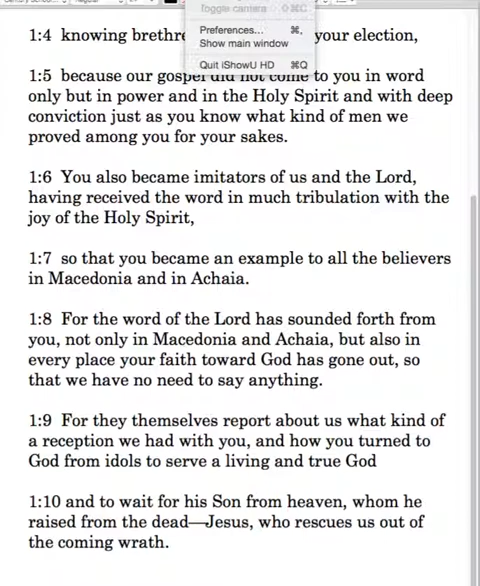 Toggle camera ⇧⌘C
Preferences... ⌘,
Show main window
Quit iShowU HD ⌘Q
1:4 knowing brethre your election,
1:5 because our gospel did not come to you in word
only but in power and in the Holy Spirit and with deep
conviction just as you know what kind of men we
proved among you for your sakes.
1:6 You also became imitators of us and the Lord,
having received the word in much tribulation with the
joy of the Holy Spirit,
1:7 so that you became an example to all the believers
in Macedonia and in Achaia.
1:8 For the word of the Lord has sounded forth from
you, not only in Macedonia and Achaia, but also in
every place your faith toward God has gone out, so
that we have no need to say anything.
1:9 For they themselves report about us what kind of
a reception we had with you, and how you turned to
God from idols to serve a living and true God
1:10 and to wait for his Son from heaven, whom he
raised from the dead—Jesus, who rescues us out of
the coming wrath.